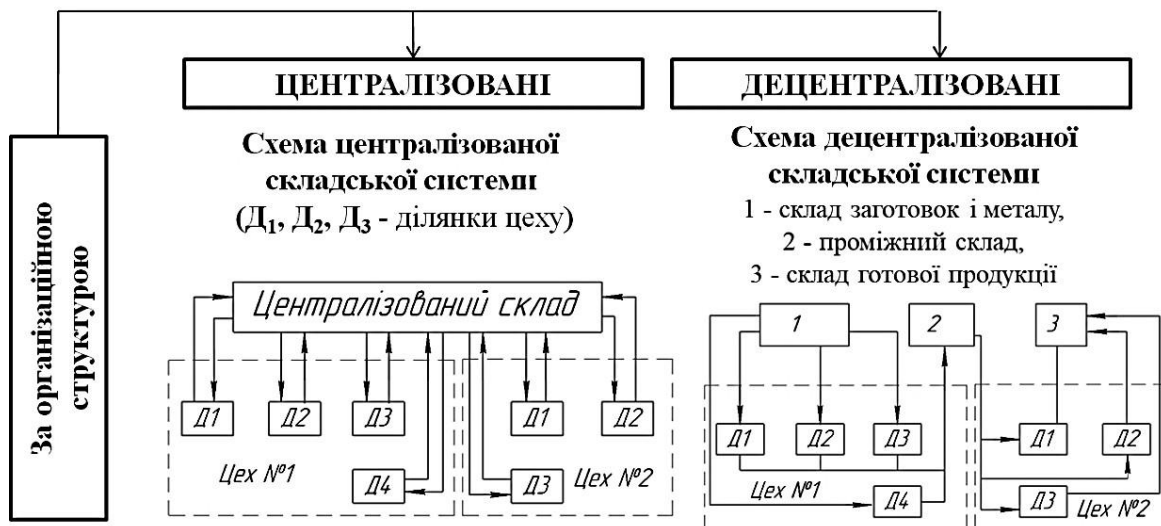 За організаційною
структурою
ЦЕНТРАЛІЗОВАНІ
Схема централізованої
складської системи
(Д1, Д2, Д3 - ділянки цеху)
Централізований склад
Д1
Д2
Д3
Д4
Цех №1
Д1
Д2
Д3
Цех №2
ДЕЦЕНТРАЛІЗОВАНІ
Схема децентралізованої
складської системи
1 - склад заготовок і металу,
2 - проміжний склад,
3 - склад готової продукції
1
2
3
Д1
Д2
Д3
Цех №1
Д4
Д1
Д2
Д3
Цех №2